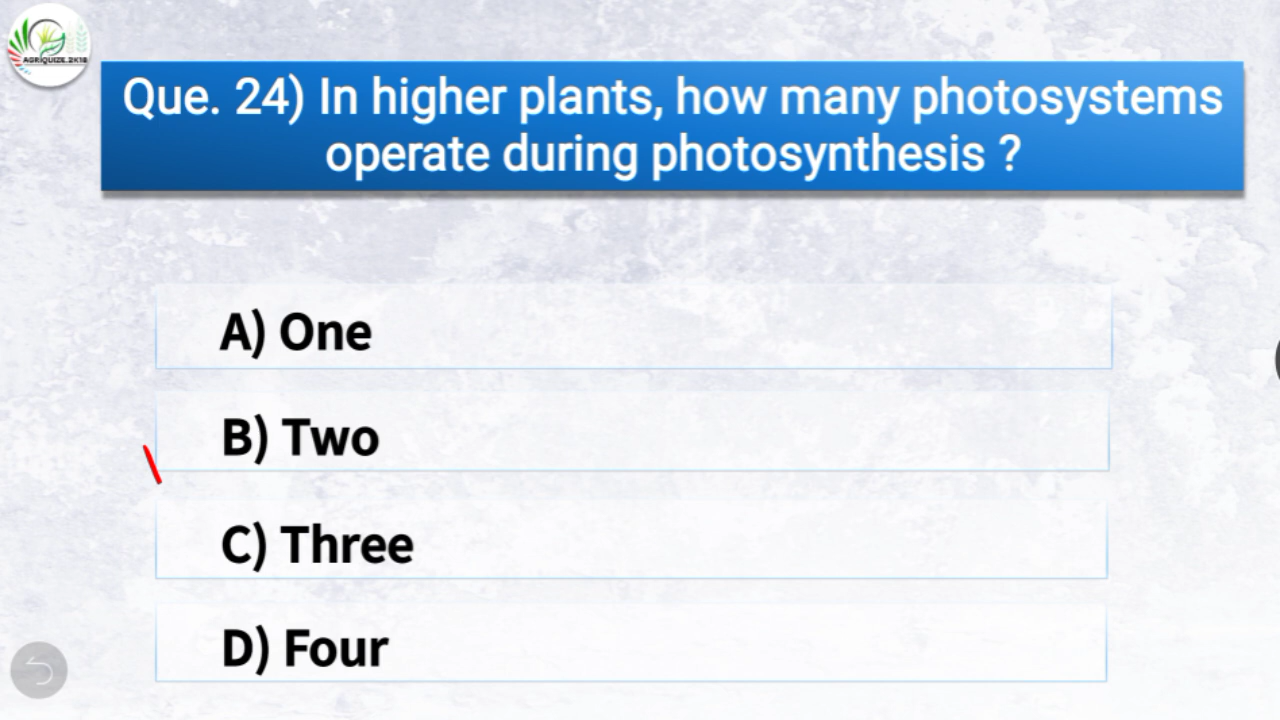 AGRIQUIZE.2K18
Que. 24) In higher plants, how many photosystems
operate during photosynthesis ?
A) One
B) Two
C) Three
D) Four